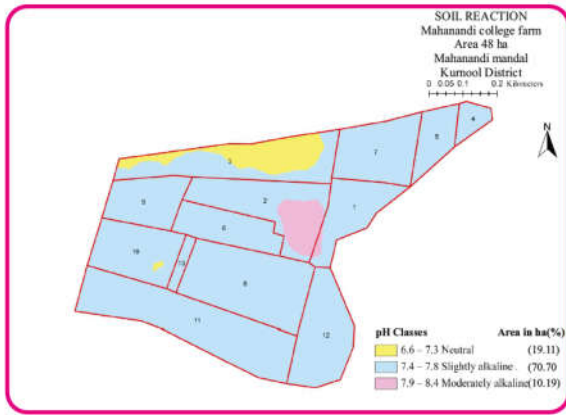 SOIL REACTION
Mahanandi college farm
Area 48 ha
Mahanandi mandal
Kurnool District
0 0.05 0.1 0.2 Kilometers
N
4
5
7
3
1
2
9
6
19
13
8
11
12
pH Classes Area in ha(%)
6.6 – 7.3 Neutral (19.11)
7.4 – 7.8 Slightly alkaline. (70.70
7.9 – 8.4 Moderately alkaline (10.19)